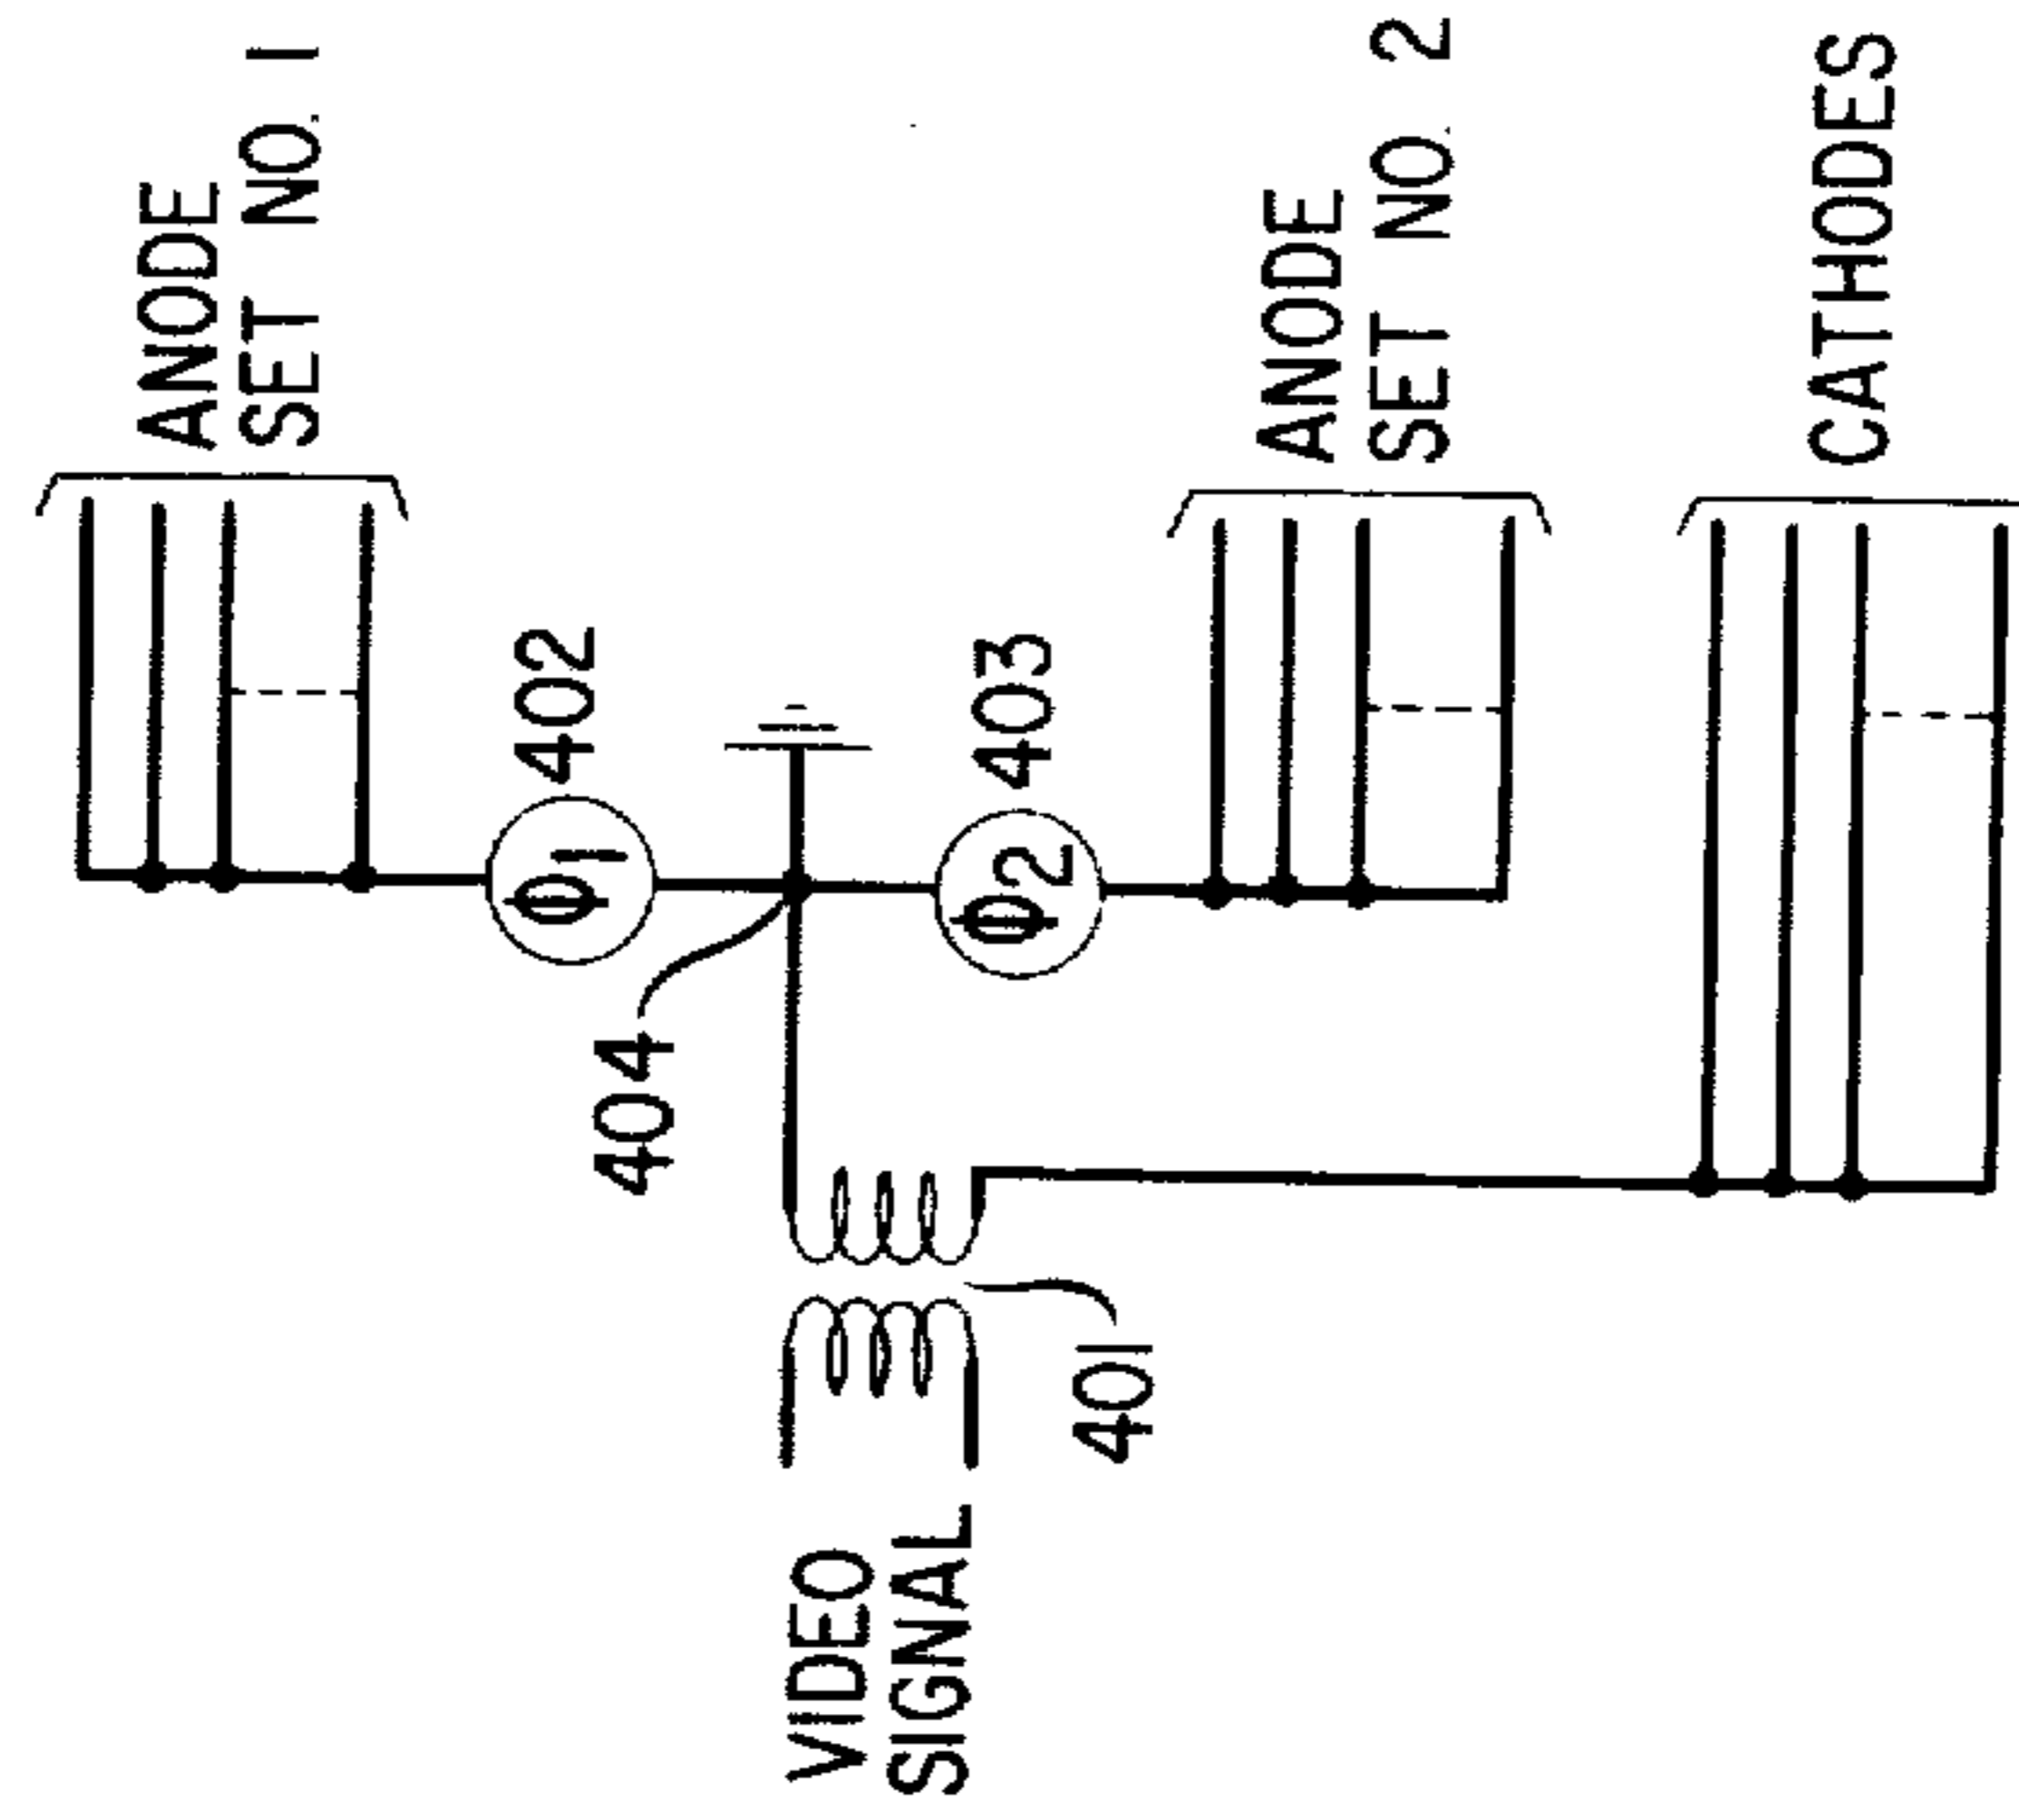 ANODE
SET NO. 1
402
φ1
404
403
φ2
ANODE
SET NO. 2
VIDEO
SIGNAL
401
CATHODES